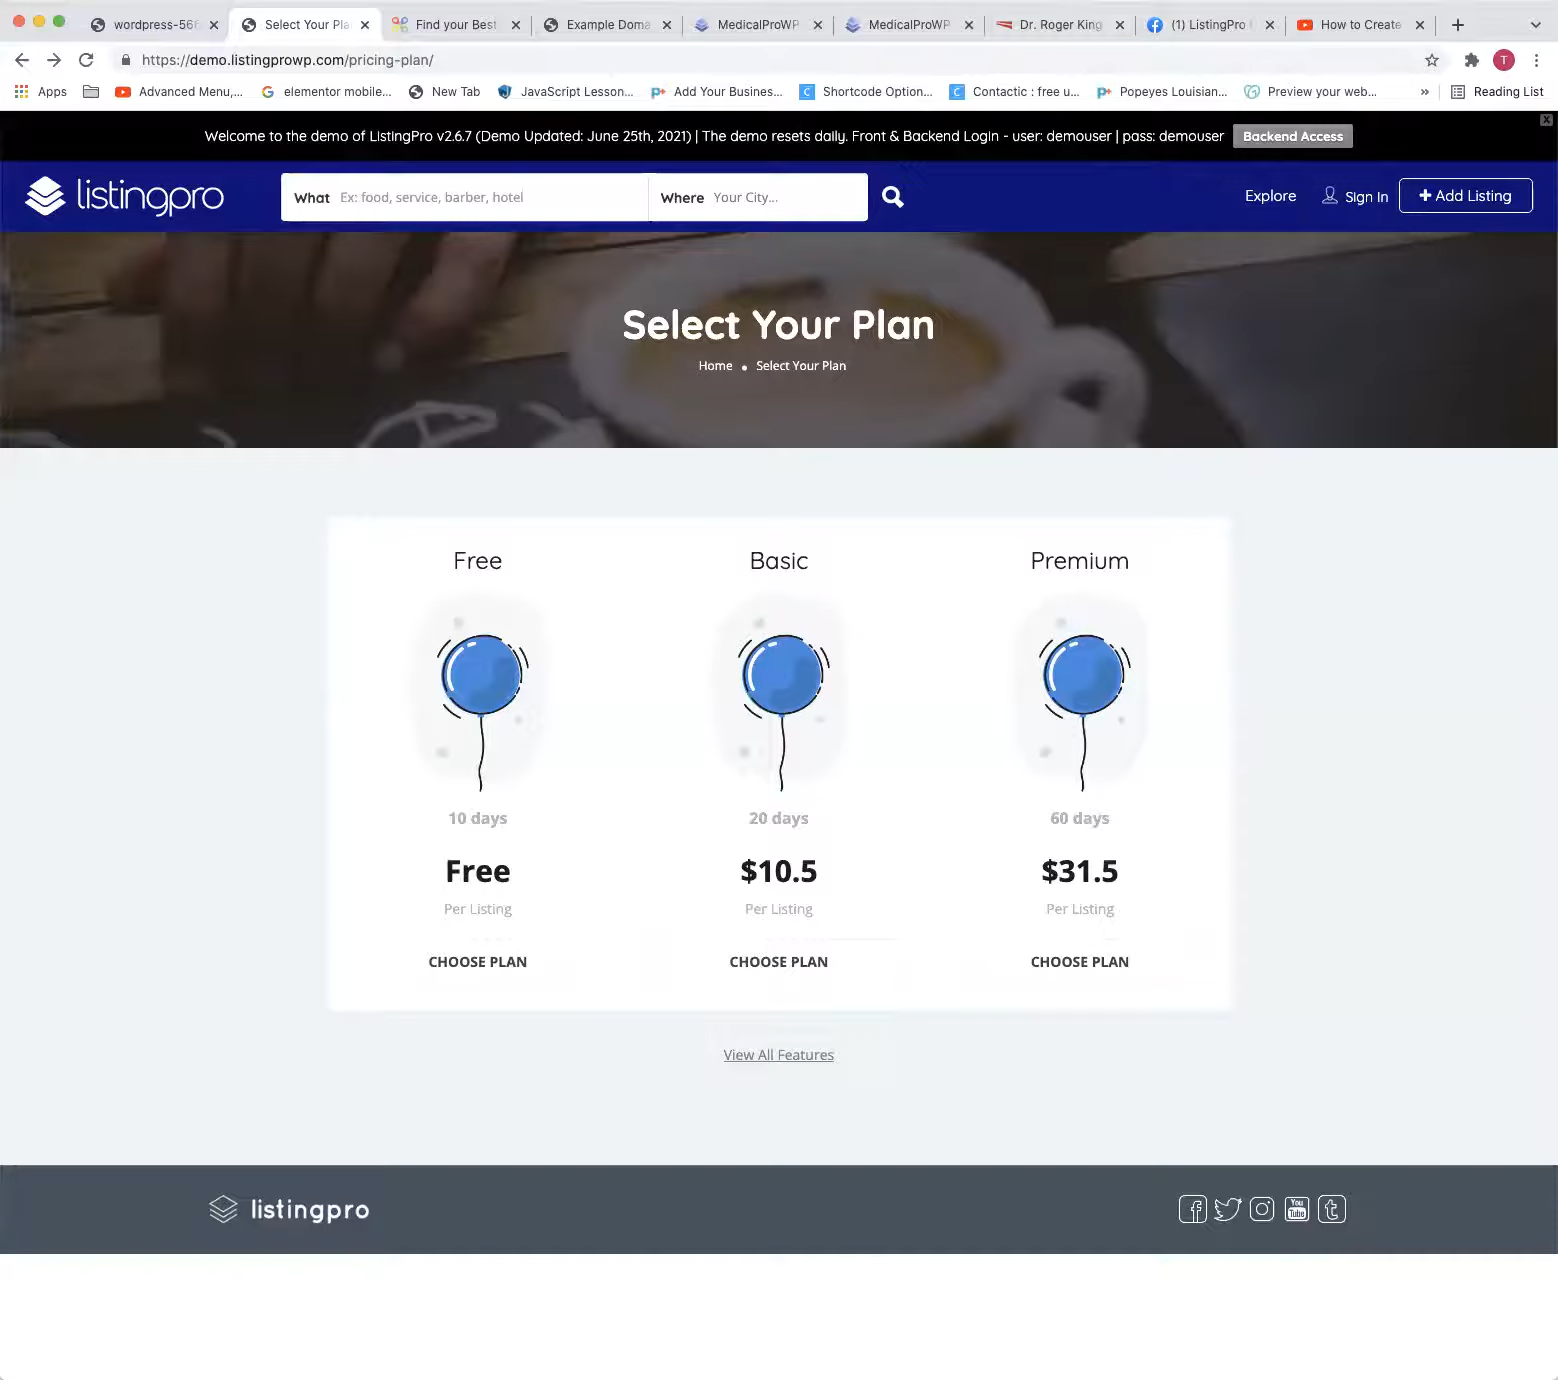 wordpress-566
Select Your Pla
Find your Best
Example Doma
MedicalProWP
MedicalProWP
Dr. Roger King
(1) ListingPro
How to Create
https://demo.listingprowp.com/pricing-plan/
T
Apps
Advanced Menu,...
elementor mobile...
New Tab
JavaScript Lesson...
Add Your Busines...
Shortcode Option...
Contactic : free u...
Popeyes Louisian...
Preview your web...
»
Reading List
Welcome to the demo of ListingPro v2.6.7 (Demo Updated: June 25th, 2021) | The demo resets daily. Front & Backend Login - user: demouser | pass: demouser
Backend Access
X
listingpro
What Ex: food, service, barber, hotel
Where Your City...
Explore
Sign In
+ Add Listing
Select Your Plan
Home • Select Your Plan
Free
Basic
Premium
10 days
20 days
60 days
Free
$10.5
$31.5
Per Listing
Per Listing
Per Listing
CHOOSE PLAN
CHOOSE PLAN
CHOOSE PLAN
View All Features
listingpro
You Tube